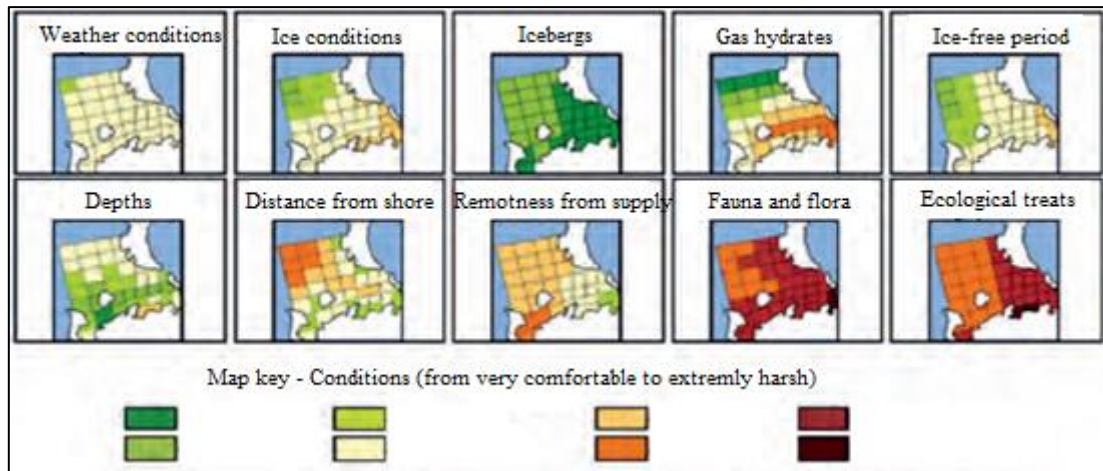 Weather conditions
Ice conditions
Icebergs
Gas hydrates
Ice-free period
Depths
Distance from shore
Remotness from supply
Fauna and flora
Ecological treats
Map key - Conditions (from very comfortable to extremly harsh)